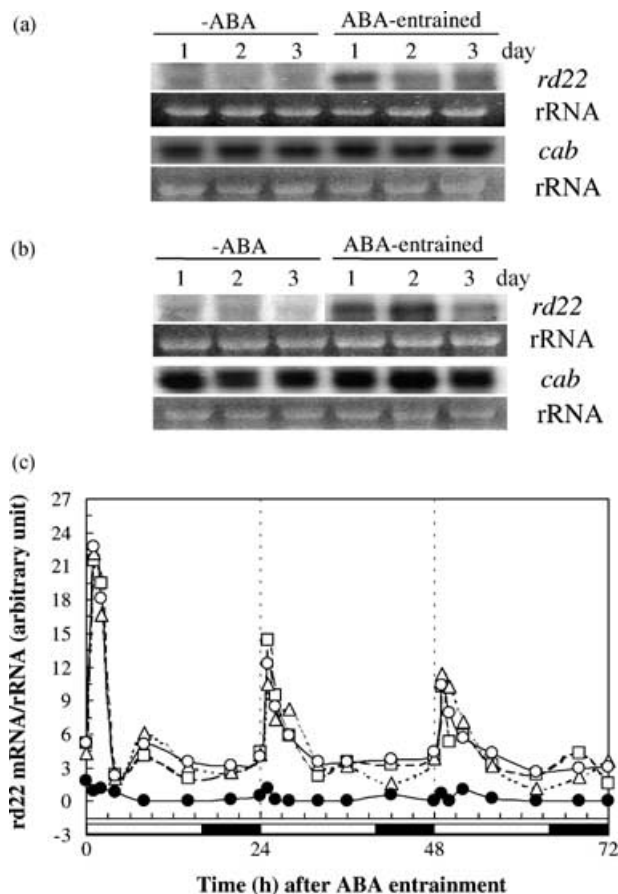 (a)
-ABA ABA-entrained
1 2 3 1 2 3 day
rd22
rRNA
cab
rRNA
(b)
-ABA ABA-entrained
1 2 3 1 2 3 day
rd22
rRNA
cab
rRNA
(c)
rd22 mRNA/rRNA (arbitrary unit)
27
24
21
18
15
12
9
6
3
0
-3
0 24 48 72
Time (h) after ABA entrainment